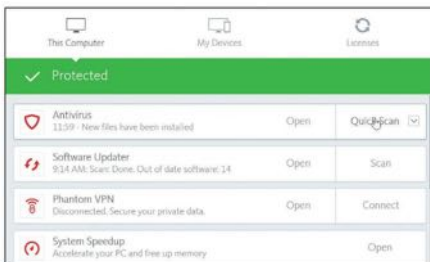 This Computer
My Devices
Licenses
Protected
Antivirus
11:59 - New files have been installed
Open
Quick Scan
Software Updater
9:14 AM: Scan: Done. Out of date software: 14
Open
Scan
Phantom VPN
Disconnected. Secure your private data.
Open
Connect
System Speedup
Accelerate your PC and free up memory
Open